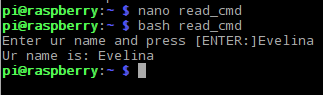 pi@raspberry:~ $ nano read_cmd
pi@raspberry:~ $ bash read_cmd
Enter ur name and press [ENTER:]Evelina
Ur name is: Evelina
pi@raspberry:~ $